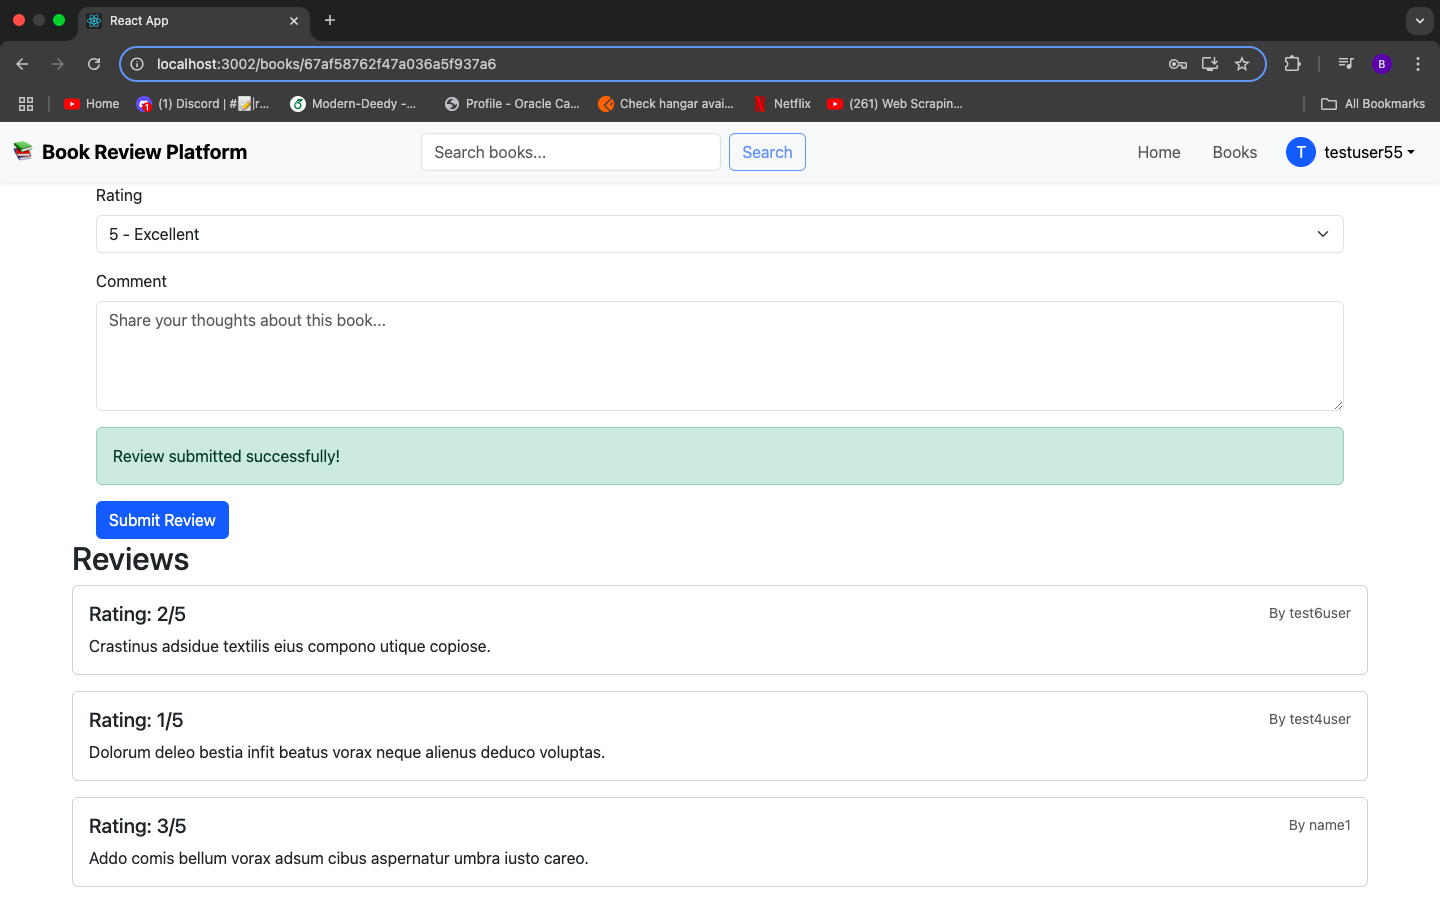 React App
localhost:3002/books/67af58762f47a036a5f937a6
B
Home
(1) Discord | #📝|r...
Modern-Deedy -...
Profile - Oracle Ca...
Check hangar avai...
Netflix
(261) Web Scrapin...
All Bookmarks
Book Review Platform
Search books...
Search
Home
Books
T
testuser55
Rating
5 - Excellent
Comment
Share your thoughts about this book...
Review submitted successfully!
Submit Review
Reviews
Rating: 2/5
By test6user
Crastinus adsidue textilis eius compono utique copiose.
Rating: 1/5
By test4user
Dolorum deleo bestia infit beatus vorax neque alienus deduco voluptas.
Rating: 3/5
By name1
Addo comis bellum vorax adsum cibus aspernatur umbra iusto careo.